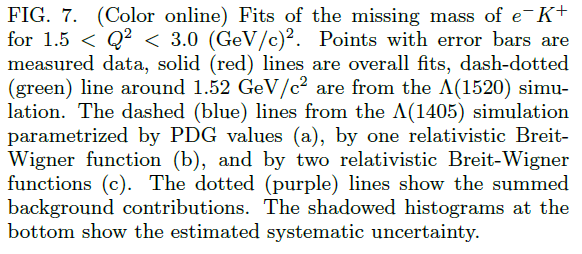 FIG. 7. (Color online) Fits of the missing mass of e⁻K⁺
for 1.5 < Q² < 3.0 (GeV/c)². Points with error bars are
measured data, solid (red) lines are overall fits, dash-dotted
(green) line around 1.52 GeV/c² are from the Λ(1520) simu-
lation. The dashed (blue) lines from the Λ(1405) simulation
parametrized by PDG values (a), by one relativistic Breit-
Wigner function (b), and by two relativistic Breit-Wigner
functions (c). The dotted (purple) lines show the summed
background contributions. The shadowed histograms at the
bottom show the estimated systematic uncertainty.